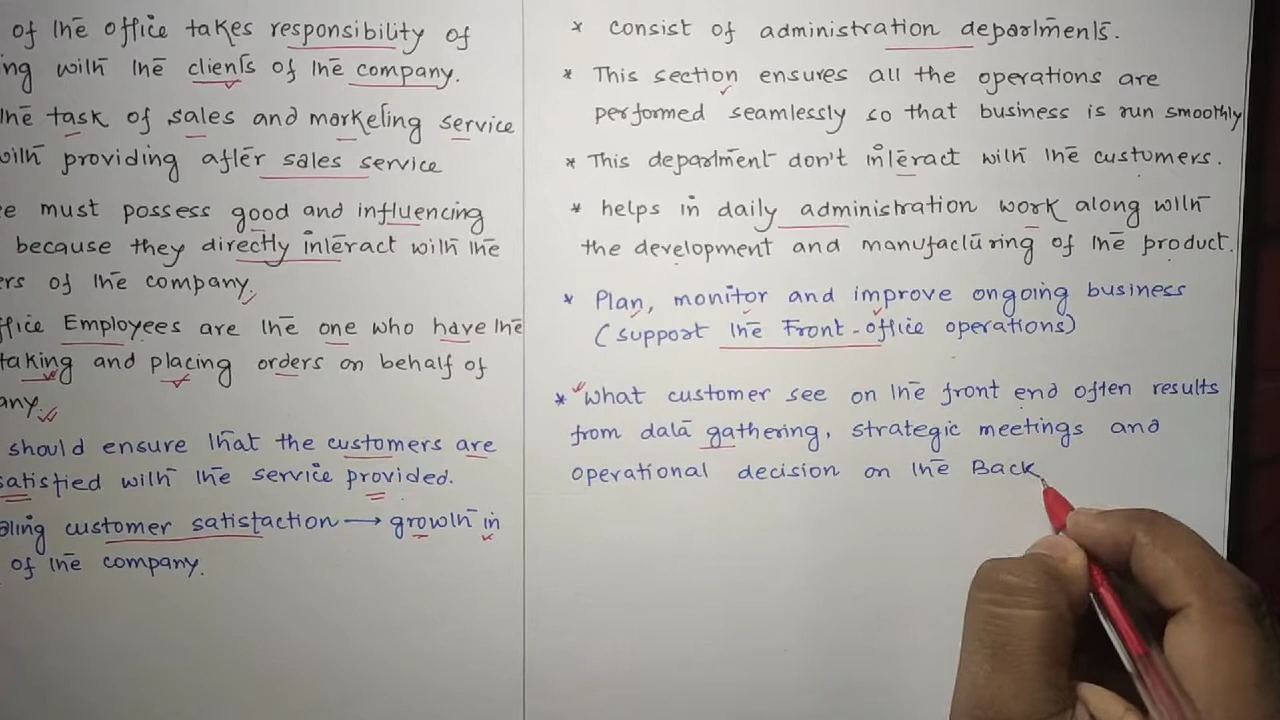 of the office takes responsibility of
ing with the clients of the company.
the task of sales and marketing service
with providing after sales service
ee must possess good and influencing
because they directly interact with the
ers of the company.
ffice Employees are the one who have the
taking and placing orders on behalf of
any.
should ensure that the customers are
satisfied with the service provided.
customer satisfaction → growth in
of the company.
* consist of administration departments.
* This section ensures all the operations are
performed seamlessly so that business is run smoothly
* This department don't interact with the customers.
* helps in daily administration work along with
the development and manufacturing of the product.
* Plan, monitor and improve ongoing business
(support the Front-office operations)
* What customer see on the front end often results
from data gathering, strategic meetings and
operational decision on the Back